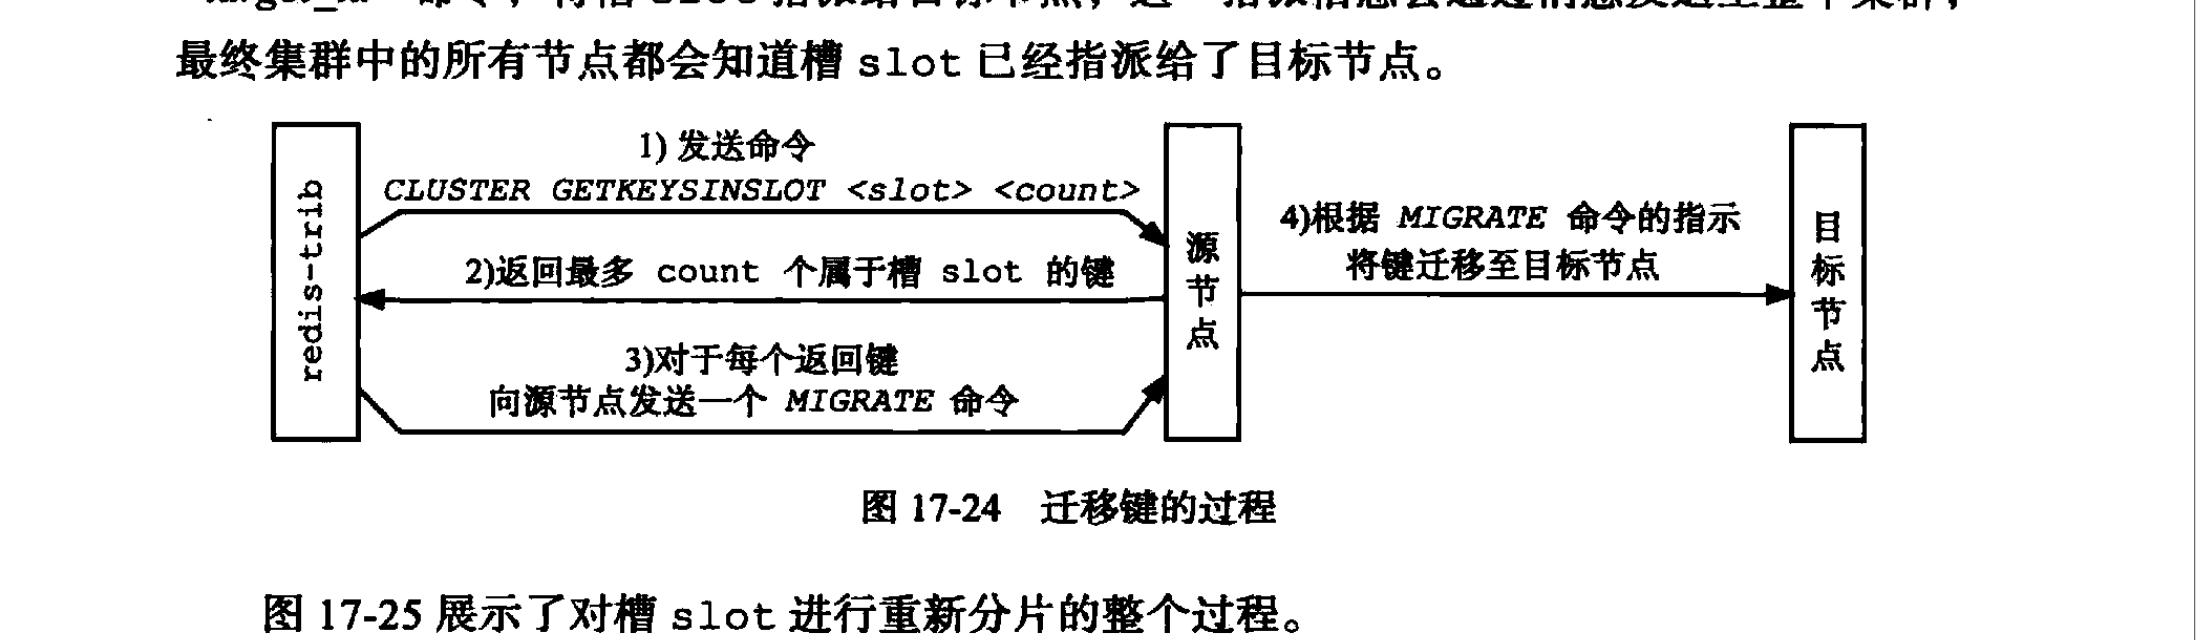 最终集群中的所有节点都会知道槽 slot 已经指派给了目标节点。
1) 发送命令
CLUSTER GETKEYSINSLOT <slot> <count>
2)返回最多 count 个属于槽 slot 的键
3)对于每个返回键
向源节点发送一个 MIGRATE 命令
4)根据 MIGRATE 命令的指示
将键迁移至目标节点
redis-trib
源节点
目标节点
图 17-24 迁移键的过程
图 17-25 展示了对槽 slot 进行重新分片的整个过程。